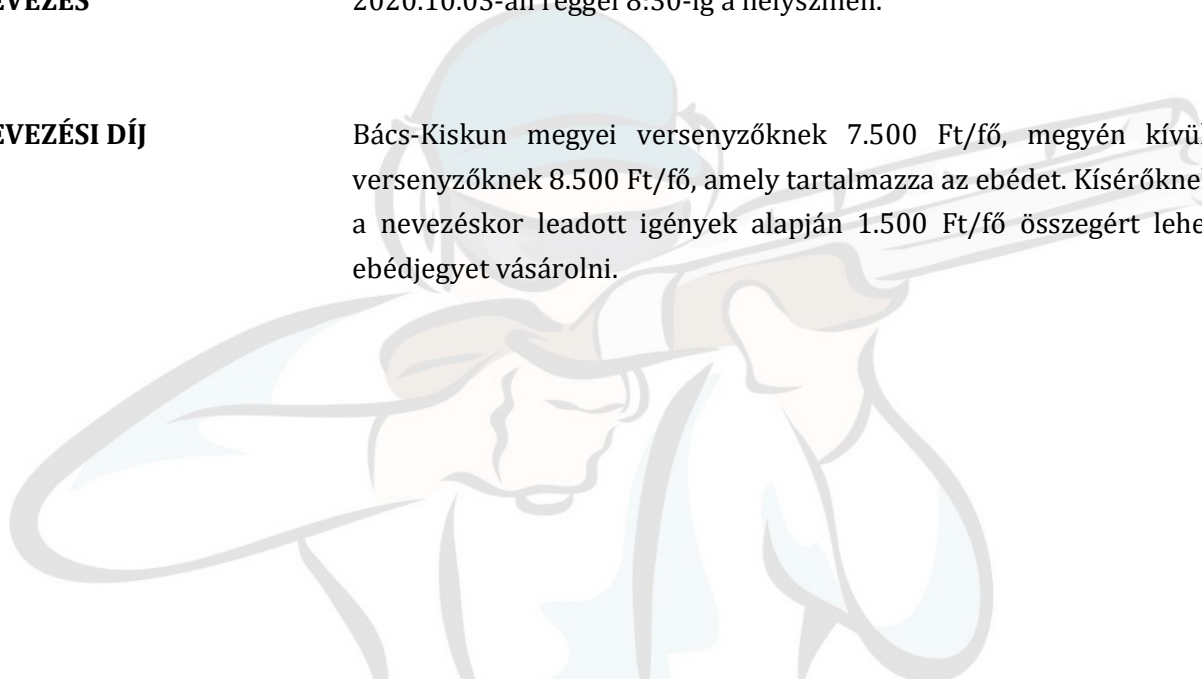 EVEZÉS 2020.10.03-án reggel 8:30-ig a helyszínen.
EVEZÉSI DÍJ Bács-Kiskun megyei versenyzőknek 7.500 Ft/fő, megyén kívül
versenyzőknek 8.500 Ft/fő, amely tartalmazza az ebédet. Kísérőknek
a nevezéskor leadott igények alapján 1.500 Ft/fő összegért lehe
ebédjegyet vásárolni.